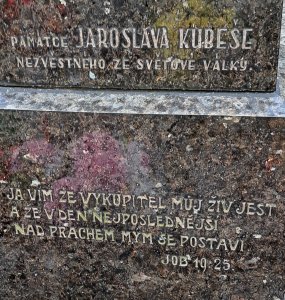 PAMÁTCE JAROSLAVA KUBEŠE
NEZVĚSTNÉHO ZE SVĚTOVÉ VÁLKY.
JÁ VÍM ŽE VYKUPITEL MŮJ ŽIV JEST
A ŽE V DEN NEJPOSLEDNĚJŠÍ
NAD PRACHEM MÝM SE POSTAVÍ
JOB 19:25.